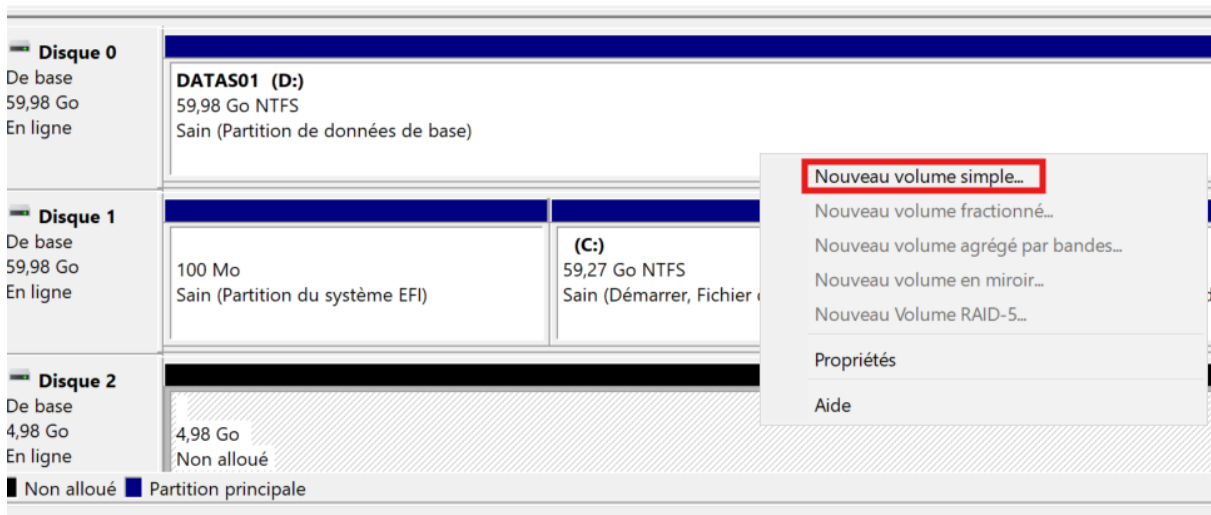 Disque 0
De base
59,98 Go
En ligne
DATAS01 (D:)
59,98 Go NTFS
Sain (Partition de données de base)
Nouveau volume simple...
Nouveau volume fractionné...
Nouveau volume agrégé par bandes...
Nouveau volume en miroir...
Nouveau Volume RAID-5...
Propriétés
Aide
Disque 1
De base
59,98 Go
En ligne
100 Mo
Sain (Partition du système EFI)
(C:)
59,27 Go NTFS
Sain (Démarrer, Fichier
Disque 2
De base
4,98 Go
En ligne
4,98 Go
Non alloué
Non alloué Partition principale